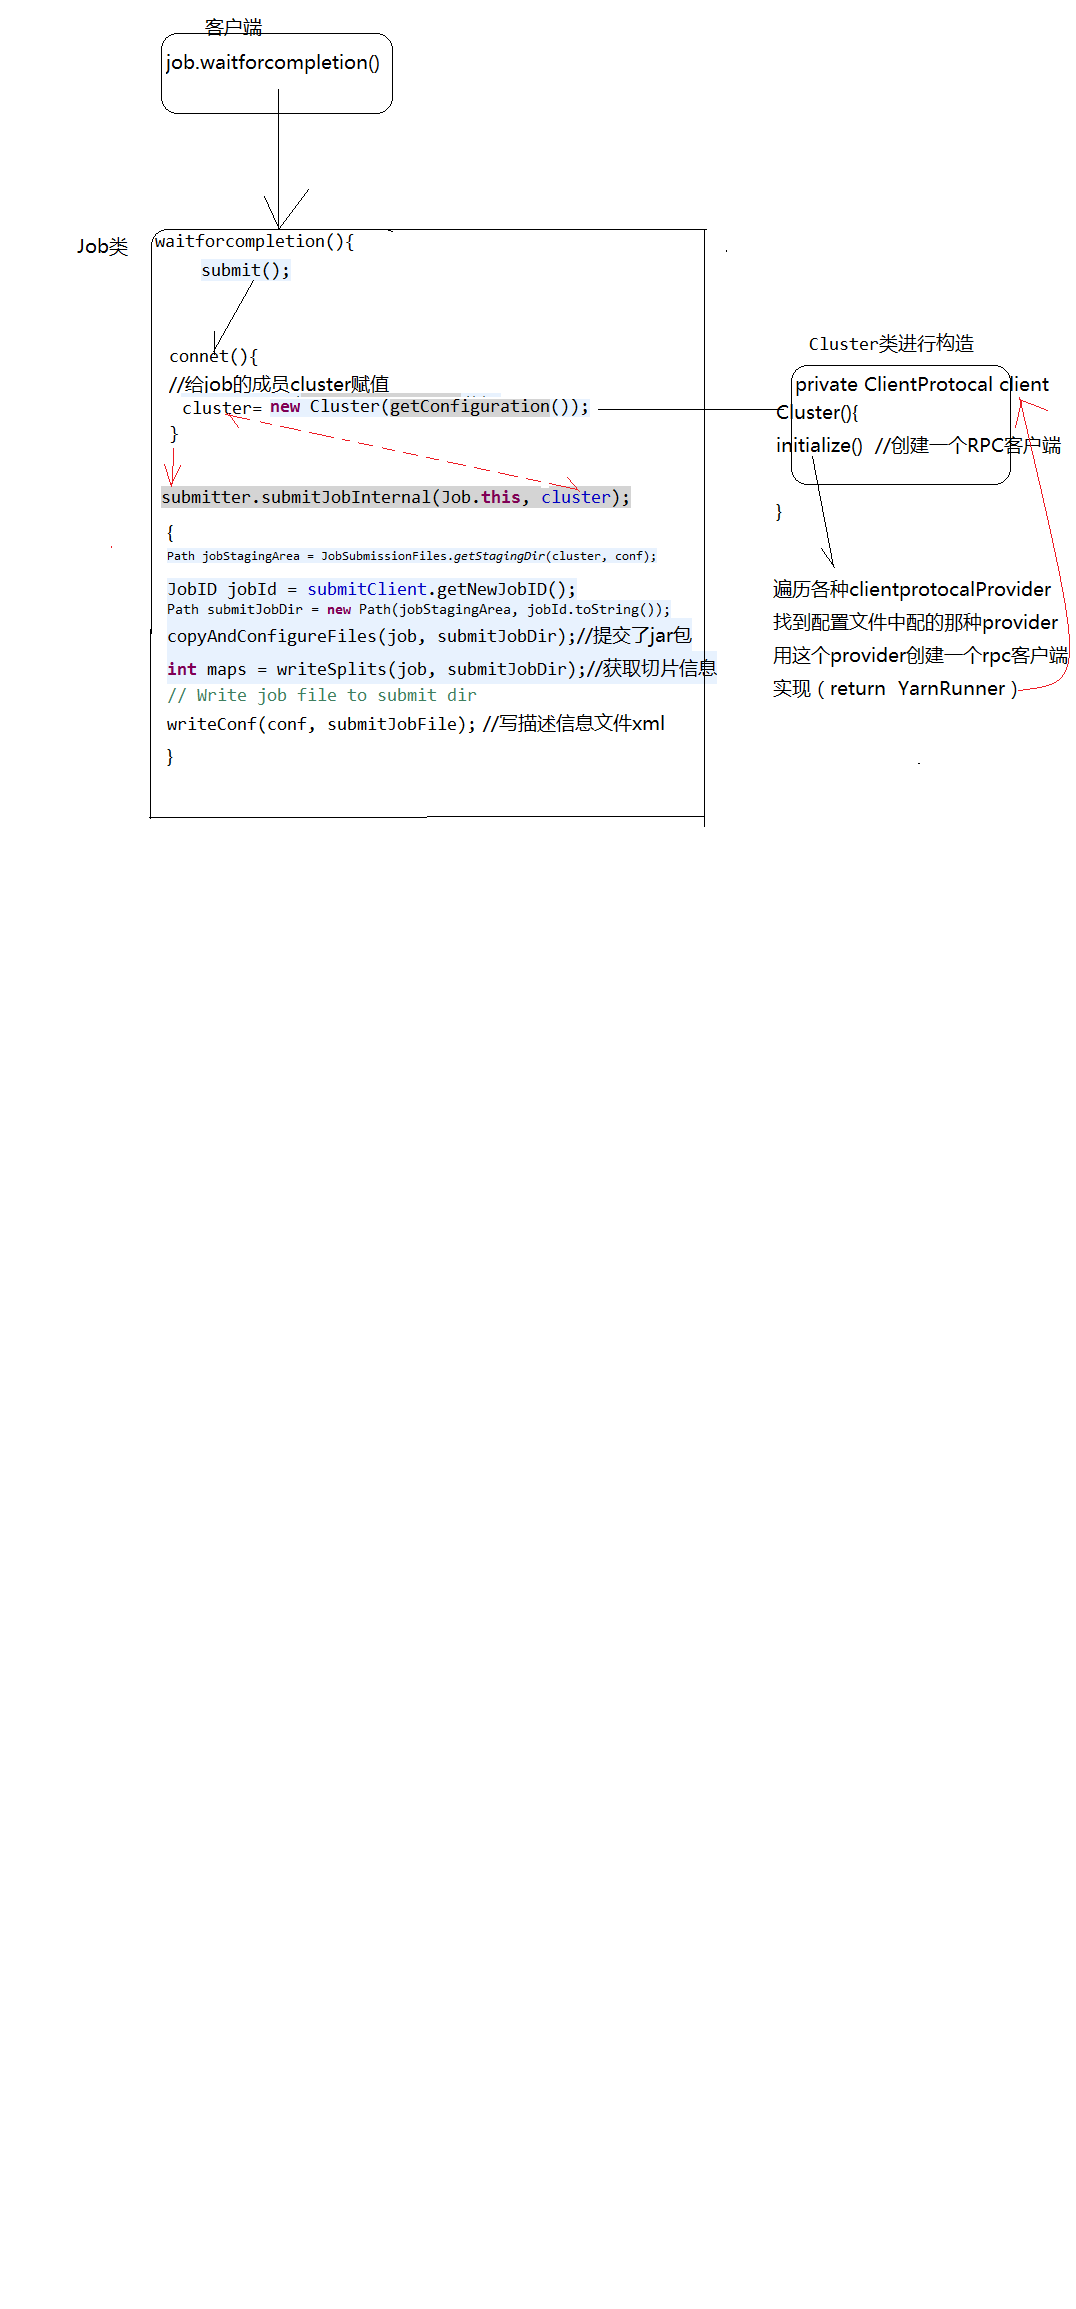 客户端
job.waitforcompletion()
Job类
waitforcompletion(){
submit();
connet(){
//给job的成员cluster赋值
cluster= new Cluster(getConfiguration());
}
submitter.submitJobInternal(Job.this, cluster);
{
Path jobStagingArea = JobSubmissionFiles.getStagingDir(cluster, conf);
JobID jobId = submitClient.getNewJobID();
Path submitJobDir = new Path(jobStagingArea, jobId.toString());
copyAndConfigureFiles(job, submitJobDir);//提交了jar包
int maps = writeSplits(job, submitJobDir);//获取切片信息
// Write job file to submit dir
writeConf(conf, submitJobFile); //写描述信息文件xml
}
Cluster类进行构造
private ClientProtocal client
Cluster(){
initialize() //创建一个RPC客户端
}
遍历各种clientprotocalProvider
找到配置文件中配的那种provider
用这个provider创建一个rpc客户端
实现（return YarnRunner）